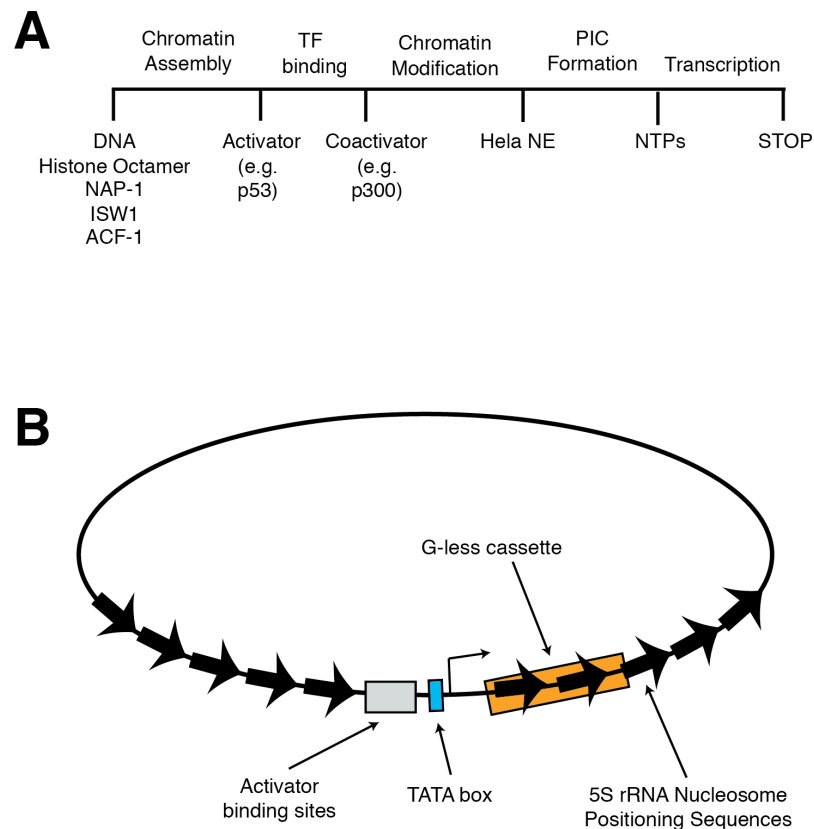 A
Chromatin
Assembly
TF
binding
Chromatin
Modification
PIC
Formation
Transcription
DNA
Histone Octamer
NAP-1
ISW1
ACF-1
Activator
(e.g.
p53)
Coactivator
(e.g.
p300)
Hela NE
NTPs
STOP
B
G-less cassette
Activator
binding sites
TATA box
5S rRNA Nucleosome
Positioning Sequences